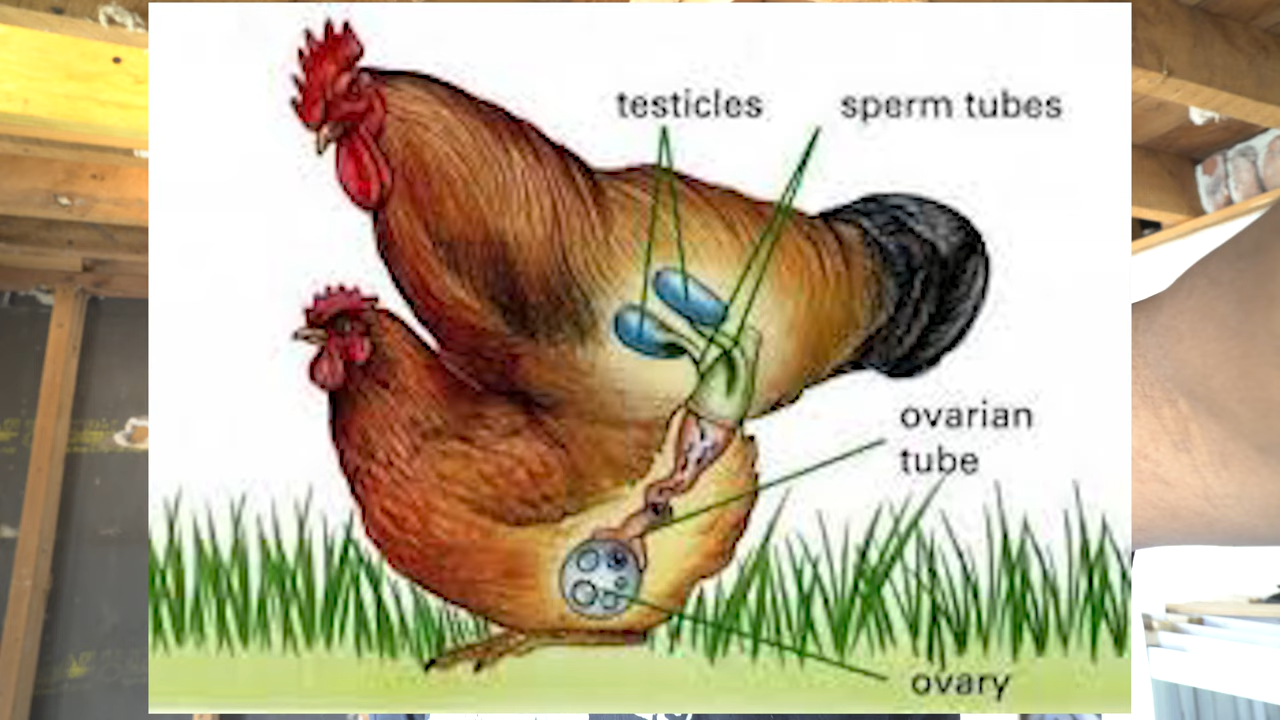 testicles
sperm tubes
ovarian
tube
ovary